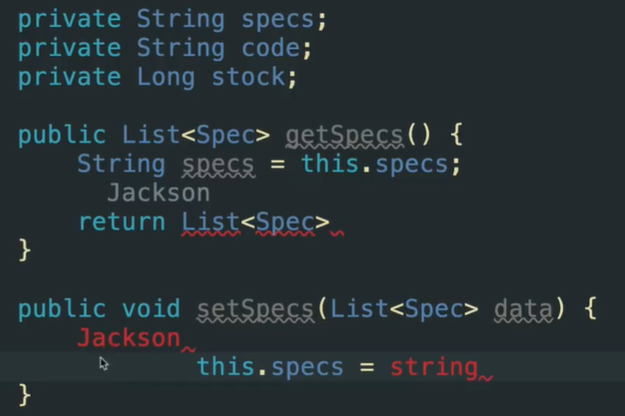 private String specs;
private String code;
private Long stock;
public List<Spec> getSpecs() {
String specs = this.specs;
Jackson
return List<Spec>
}
public void setSpecs(List<Spec> data) {
Jackson
this.specs = string
}